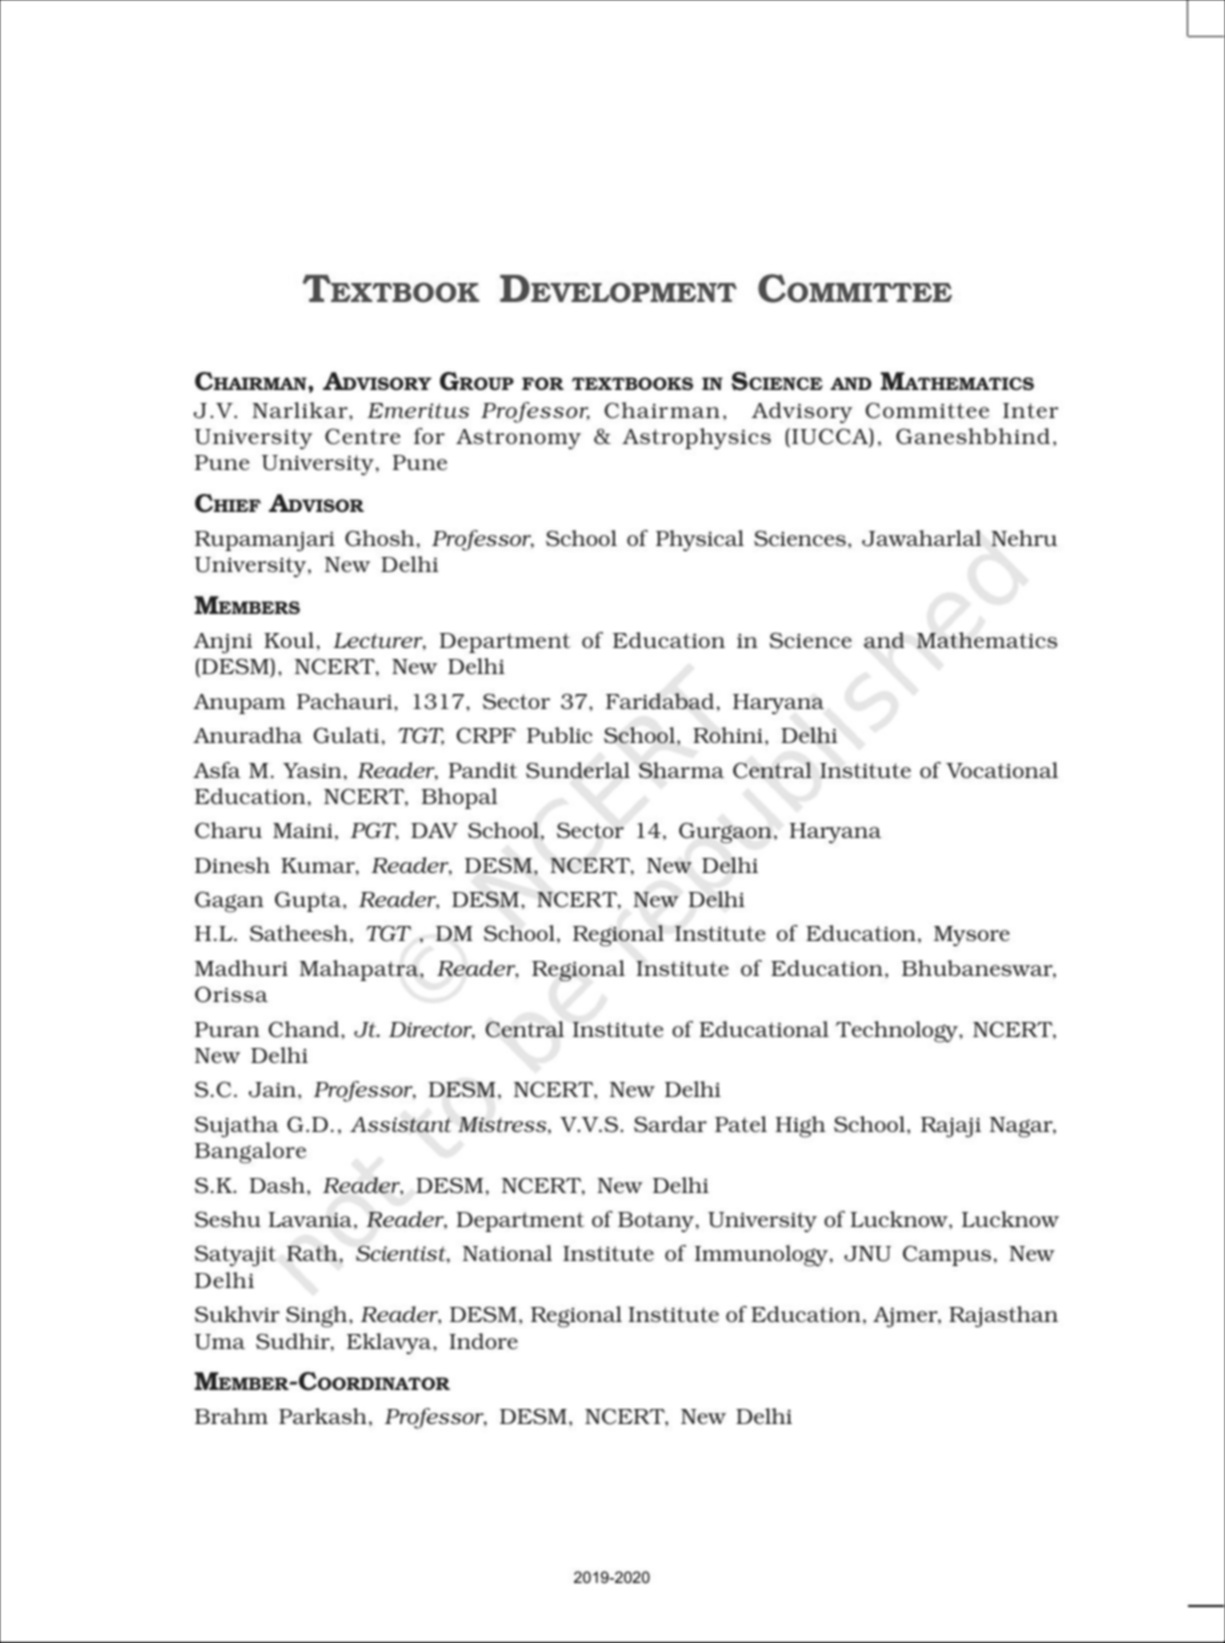 TEXTBOOK DEVELOPMENT COMMITTEE
CHAIRMAN, ADVISORY GROUP FOR TEXTBOOKS IN SCIENCE AND MATHEMATICS
J.V. Narlikar, Emeritus Professor, Chairman, Advisory Committee Inter
University Centre for Astronomy & Astrophysics (IUCCA), Ganeshbhind,
Pune University, Pune
CHIEF ADVISOR
Rupamanjari Ghosh, Professor, School of Physical Sciences, Jawaharlal Nehru
University, New Delhi
MEMBERS
Anjni Koul, Lecturer, Department of Education in Science and Mathematics
(DESM), NCERT, New Delhi
Anupam Pachauri, 1317, Sector 37, Faridabad, Haryana
Anuradha Gulati, TGT, CRPF Public School, Rohini, Delhi
Asfa M. Yasin, Reader, Pandit Sunderlal Sharma Central Institute of Vocational
Education, NCERT, Bhopal
Charu Maini, PGT, DAV School, Sector 14, Gurgaon, Haryana
Dinesh Kumar, Reader, DESM, NCERT, New Delhi
Gagan Gupta, Reader, DESM, NCERT, New Delhi
H.L. Satheesh, TGT , DM School, Regional Institute of Education, Mysore
Madhuri Mahapatra, Reader, Regional Institute of Education, Bhubaneswar,
Orissa
Puran Chand, Jt. Director, Central Institute of Educational Technology, NCERT,
New Delhi
S.C. Jain, Professor, DESM, NCERT, New Delhi
Sujatha G.D., Assistant Mistress, V.V.S. Sardar Patel High School, Rajaji Nagar,
Bangalore
S.K. Dash, Reader, DESM, NCERT, New Delhi
Seshu Lavania, Reader, Department of Botany, University of Lucknow, Lucknow
Satyajit Rath, Scientist, National Institute of Immunology, JNU Campus, New
Delhi
Sukhvir Singh, Reader, DESM, Regional Institute of Education, Ajmer, Rajasthan
Uma Sudhir, Eklavya, Indore
MEMBER-COORDINATOR
Brahm Parkash, Professor, DESM, NCERT, New Delhi
© NCERT
not to be republished
2019-2020